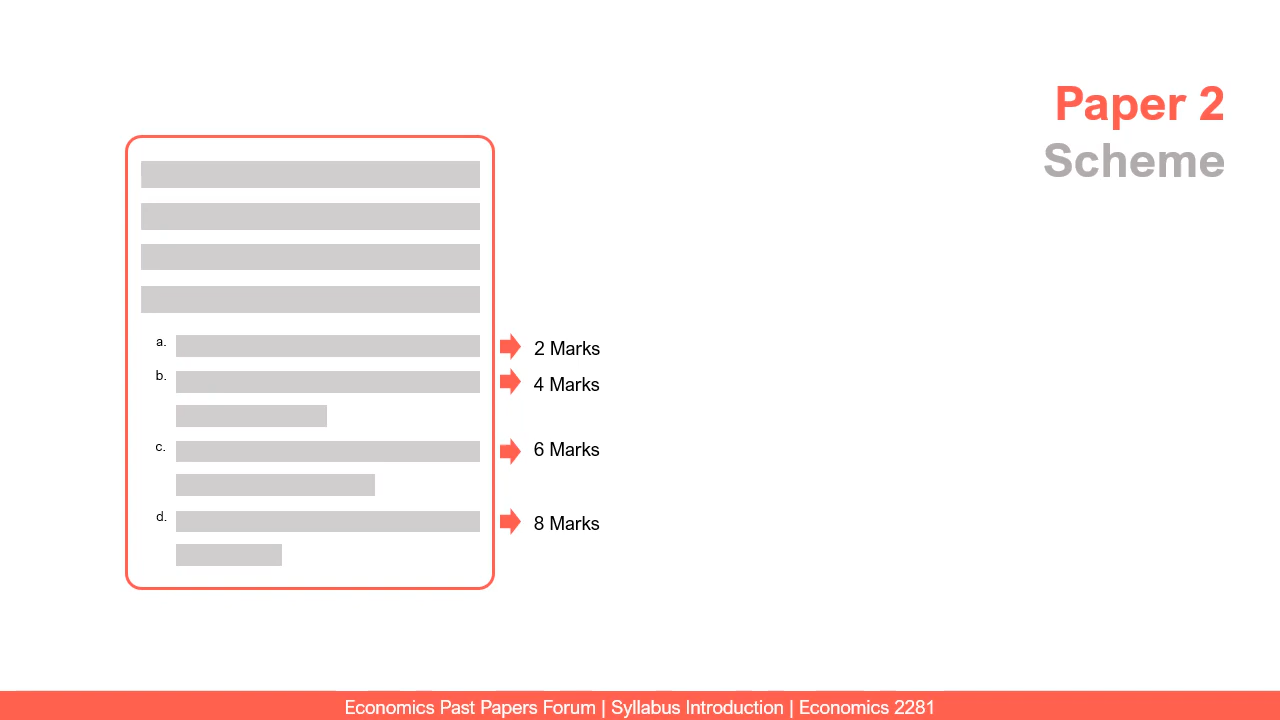 Paper 2
Scheme
a.
2 Marks
b.
4 Marks
c.
6 Marks
d.
8 Marks
Economics Past Papers Forum | Syllabus Introduction | Economics 2281